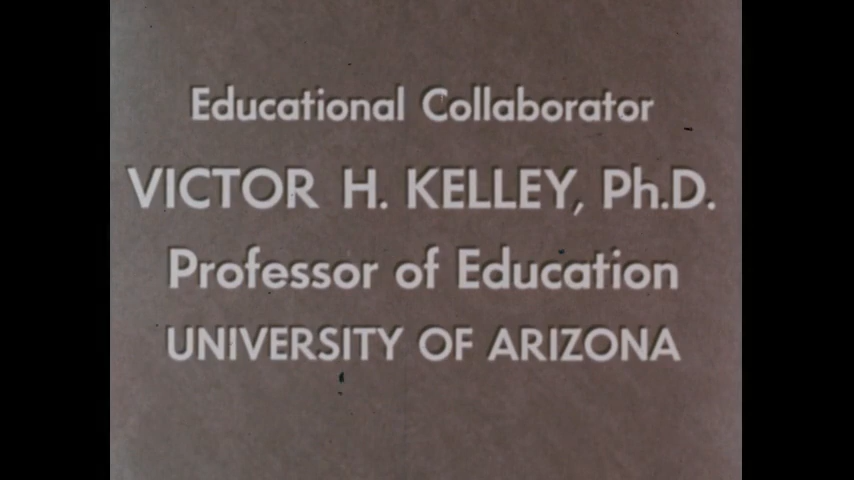 Educational Collaborator
VICTOR H. KELLEY, Ph.D.
Professor of Education
UNIVERSITY OF ARIZONA